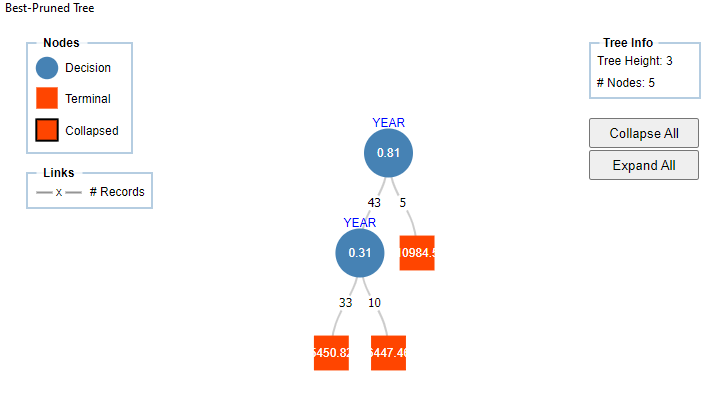 Best-Pruned Tree
Nodes
Decision
Terminal
Collapsed
Links
x # Records
Tree Info
Tree Height: 3
# Nodes: 5
Collapse All
Expand All
YEAR
0.81
43 5
YEAR
0.31
33 10